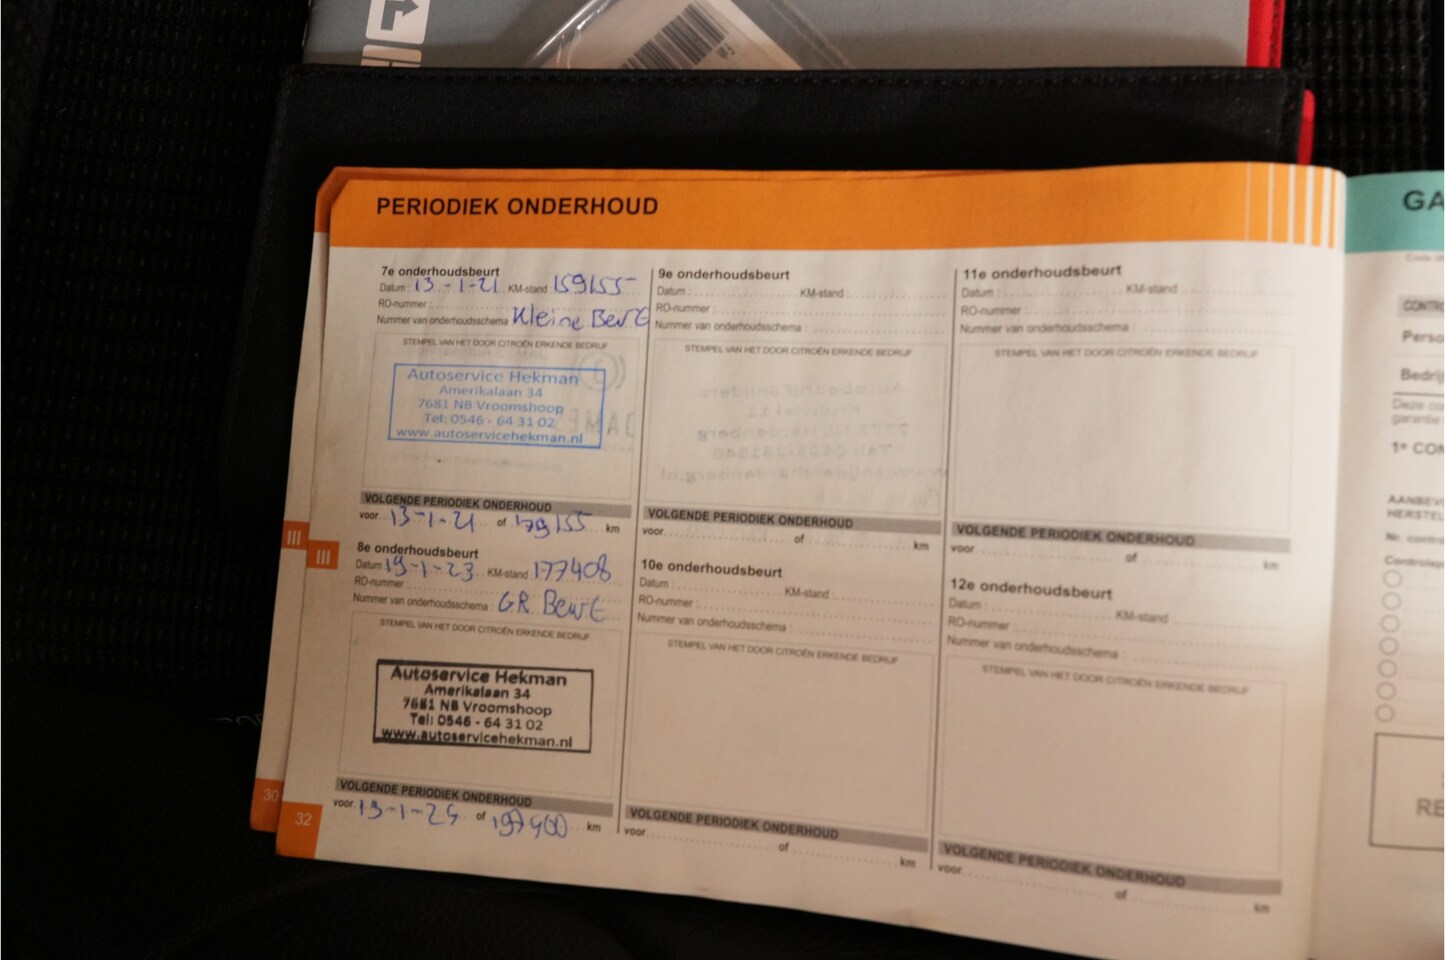 PERIODIEK ONDERHOUD
7e onderhoudsbeurt
Datum : 13-1-21 KM-stand 159155
RO-nummer :
Nummer van onderhoudsschema Kleine Beurt
STEMPEL VAN HET DOOR CITROËN ERKENDE BEDRIJF
Autoservice Hekman
Amerikalaan 34
7681 NB Vroomshoop
Tel: 0546 - 64 31 02
www.autoservicehekman.nl
VOLGENDE PERIODIEK ONDERHOUD
voor 13-1-21 of 179155 km
8e onderhoudsbeurt
Datum 19-1-23 KM-stand 177408
RO-nummer :
Nummer van onderhoudsschema : GR Beurt
STEMPEL VAN HET DOOR CITROËN ERKENDE BEDRIJF
Autoservice Hekman
Amerikalaan 34
7681 NB Vroomshoop
Tel: 0546 - 64 31 02
www.autoservicehekman.nl
VOLGENDE PERIODIEK ONDERHOUD
voor of km
9e onderhoudsbeurt
Datum : KM-stand :
RO-nummer :
Nummer van onderhoudsschema :
STEMPEL VAN HET DOOR CITROËN ERKENDE BEDRIJF
VOLGENDE PERIODIEK ONDERHOUD
voor of km
10e onderhoudsbeurt
Datum : KM-stand :
RO-nummer :
Nummer van onderhoudsschema :
STEMPEL VAN HET DOOR CITROËN ERKENDE BEDRIJF
VOLGENDE PERIODIEK ONDERHOUD
voor of km
11e onderhoudsbeurt
Datum : KM-stand :
RO-nummer :
Nummer van onderhoudsschema :
STEMPEL VAN HET DOOR CITROËN ERKENDE BEDRIJF
VOLGENDE PERIODIEK ONDERHOUD
voor of km
12e onderhoudsbeurt
Datum : KM-stand :
RO-nummer :
Nummer van onderhoudsschema :
STEMPEL VAN HET DOOR CITROËN ERKENDE BEDRIJF
VOLGENDE PERIODIEK ONDERHOUD
voor of km
III
III
30
32
GA